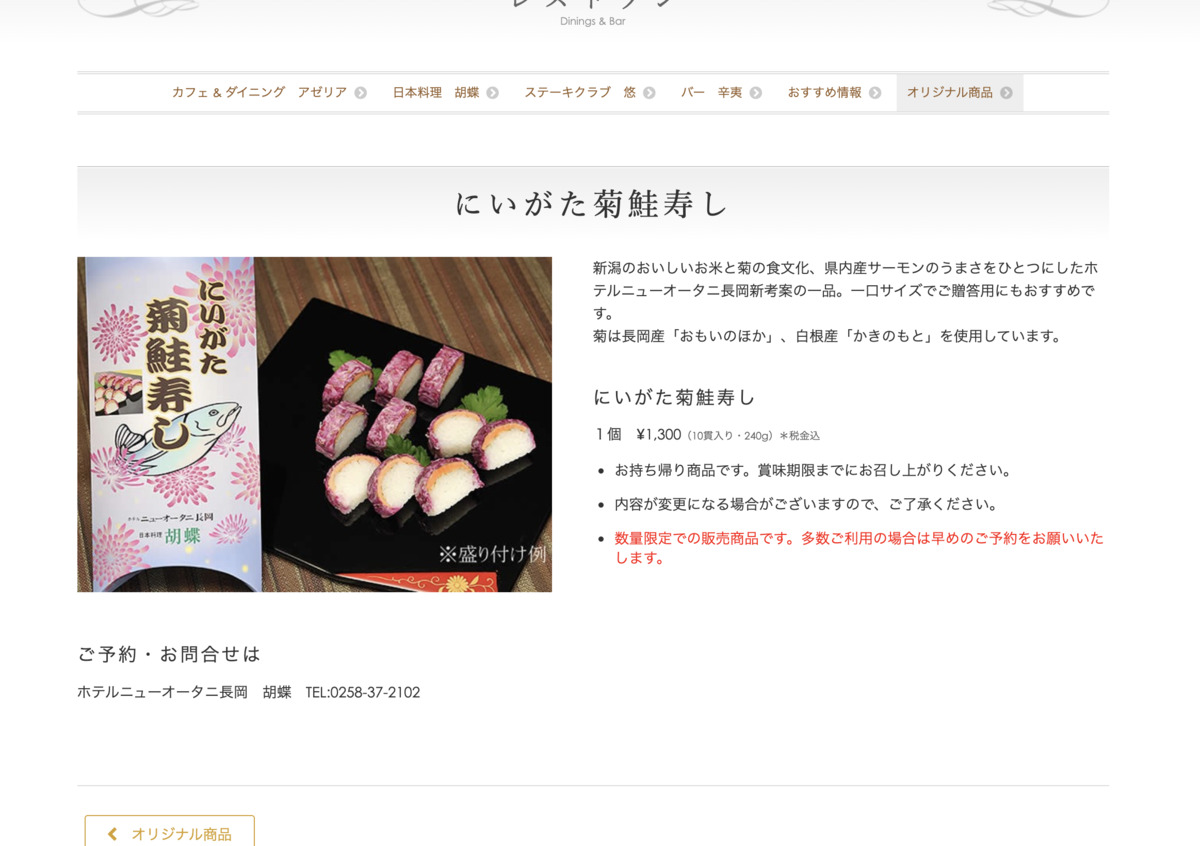 レストラン
Dinings & Bar
カフェ & ダイニング　アゼリア
日本料理　胡蝶
ステーキクラブ　悠
バー　辛夷
おすすめ情報
オリジナル商品
にいがた菊鮭寿し
にいがた
菊鮭寿し
ホテルニューオータニ長岡
日本料理 胡蝶
※盛り付け例
新潟のおいしいお米と菊の食文化、県内産サーモンのうまさをひとつにしたホ
テルニューオータニ長岡新考案の一品。一口サイズでご贈答用にもおすすめで
す。
菊は長岡産「おもいのほか」、白根産「かきのもと」を使用しています。
にいがた菊鮭寿し
1個　¥1,300（10貫入り・240g）＊税金込
• お持ち帰り商品です。賞味期限までにお召し上がりください。
• 内容が変更になる場合がございますので、ご了承ください。
• 数量限定での販売商品です。多数ご利用の場合は早めのご予約をお願いいた
します。
ご予約・お問合せは
ホテルニューオータニ長岡　胡蝶　TEL:0258-37-2102
オリジナル商品